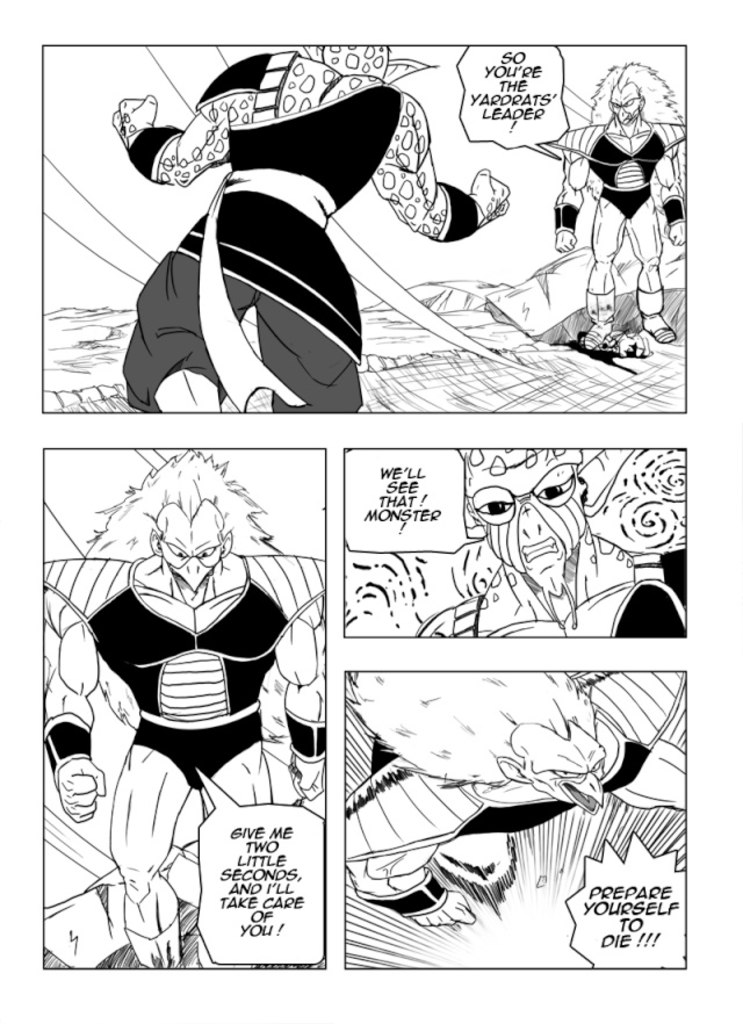 SO
YOU'RE
THE
YARDRATS'
LEADER
!
GIVE ME
TWO
LITTLE
SECONDS,
AND I'LL
TAKE CARE
OF
YOU !
WE'LL
SEE
THAT !
MONSTER
!
PREPARE
YOURSELF
TO
DIE !!!